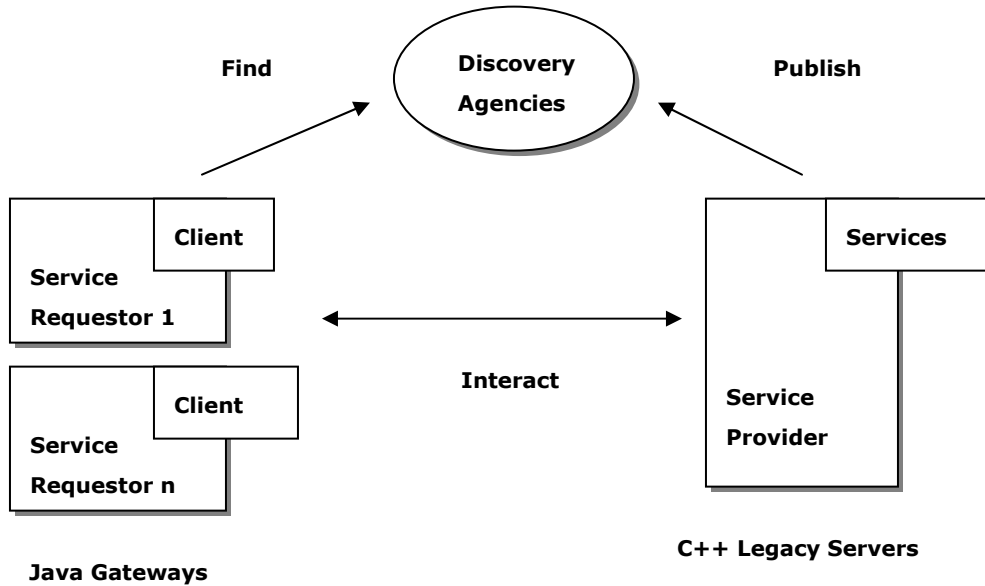 Find
Discovery
Agencies
Publish
Client
Service
Requestor 1
Services
Interact
Client
Service
Requestor n
Service
Provider
Java Gateways
C++ Legacy Servers